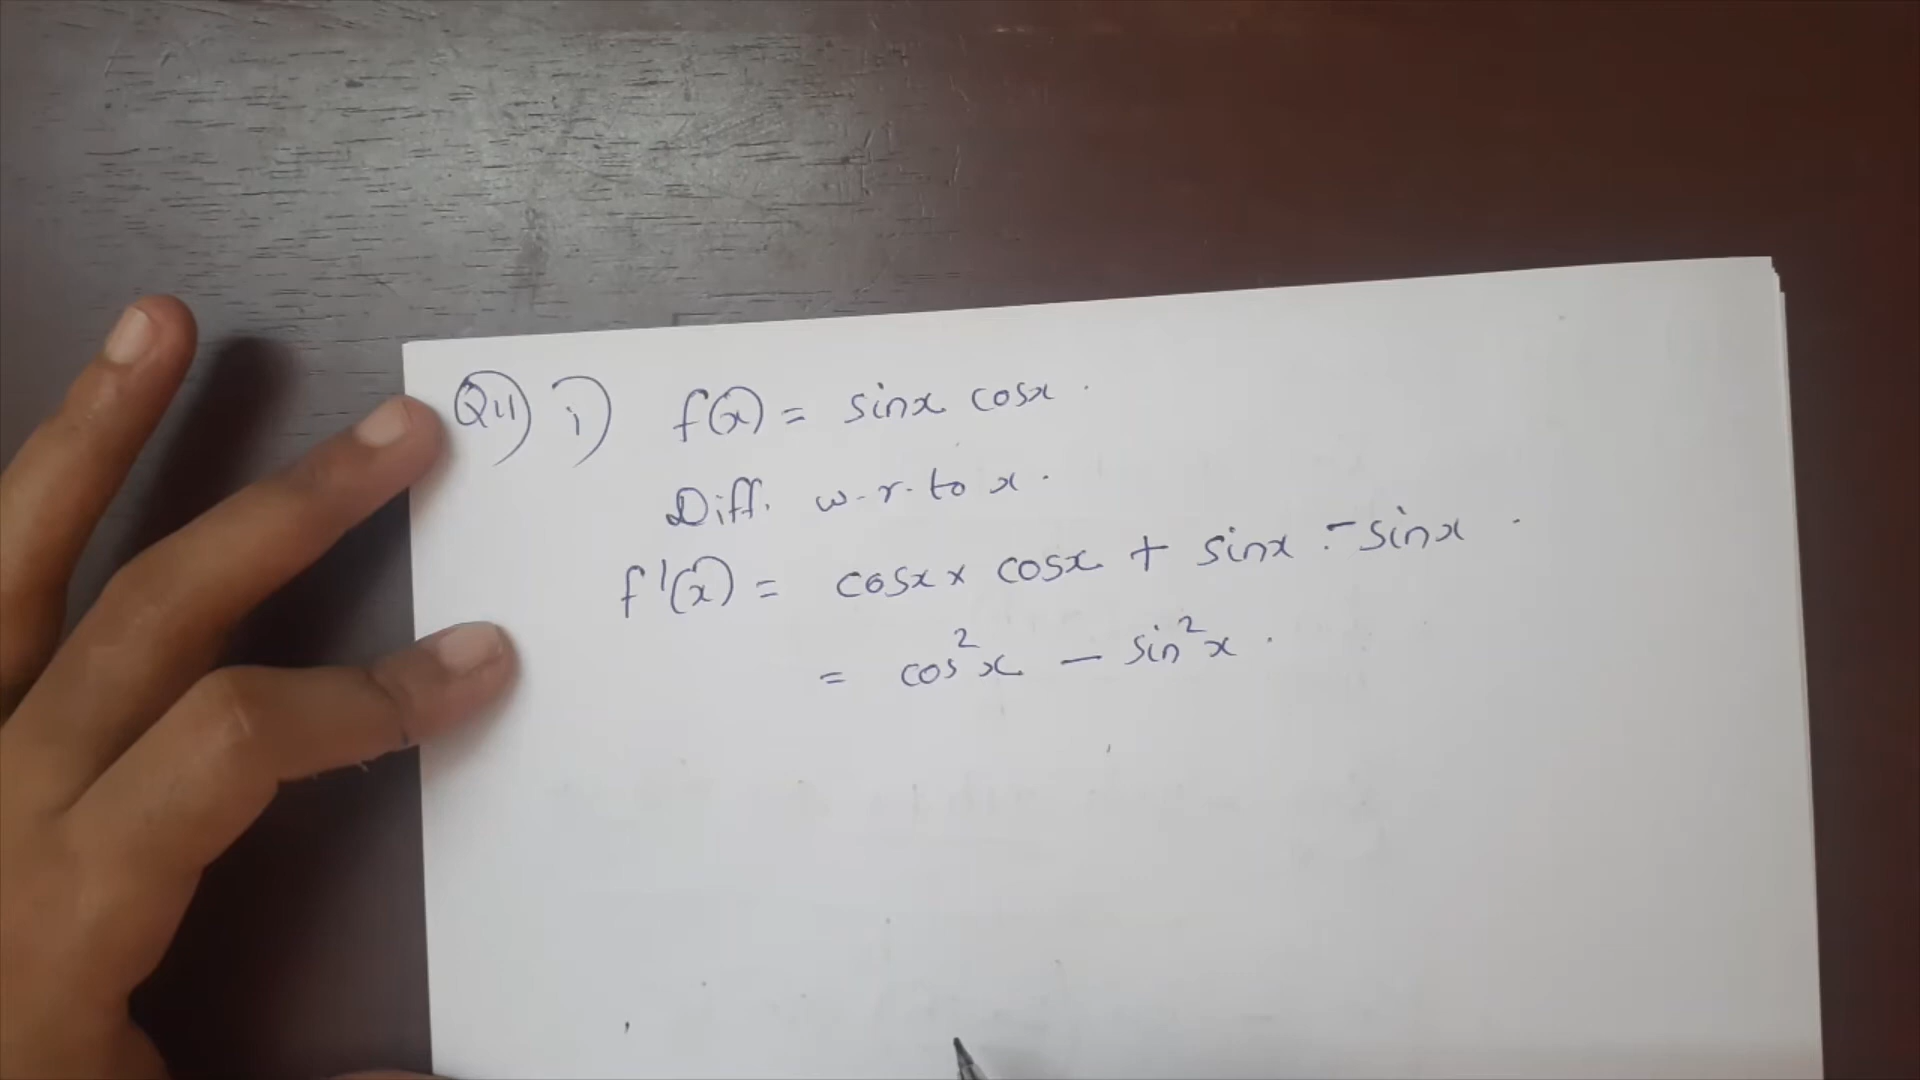 Q11) i) f(x) = sinx cosx.
Diff. w.r.to x.
f'(x) = cosx × cosx + sinx . -sinx.
= cos²x - sin²x.